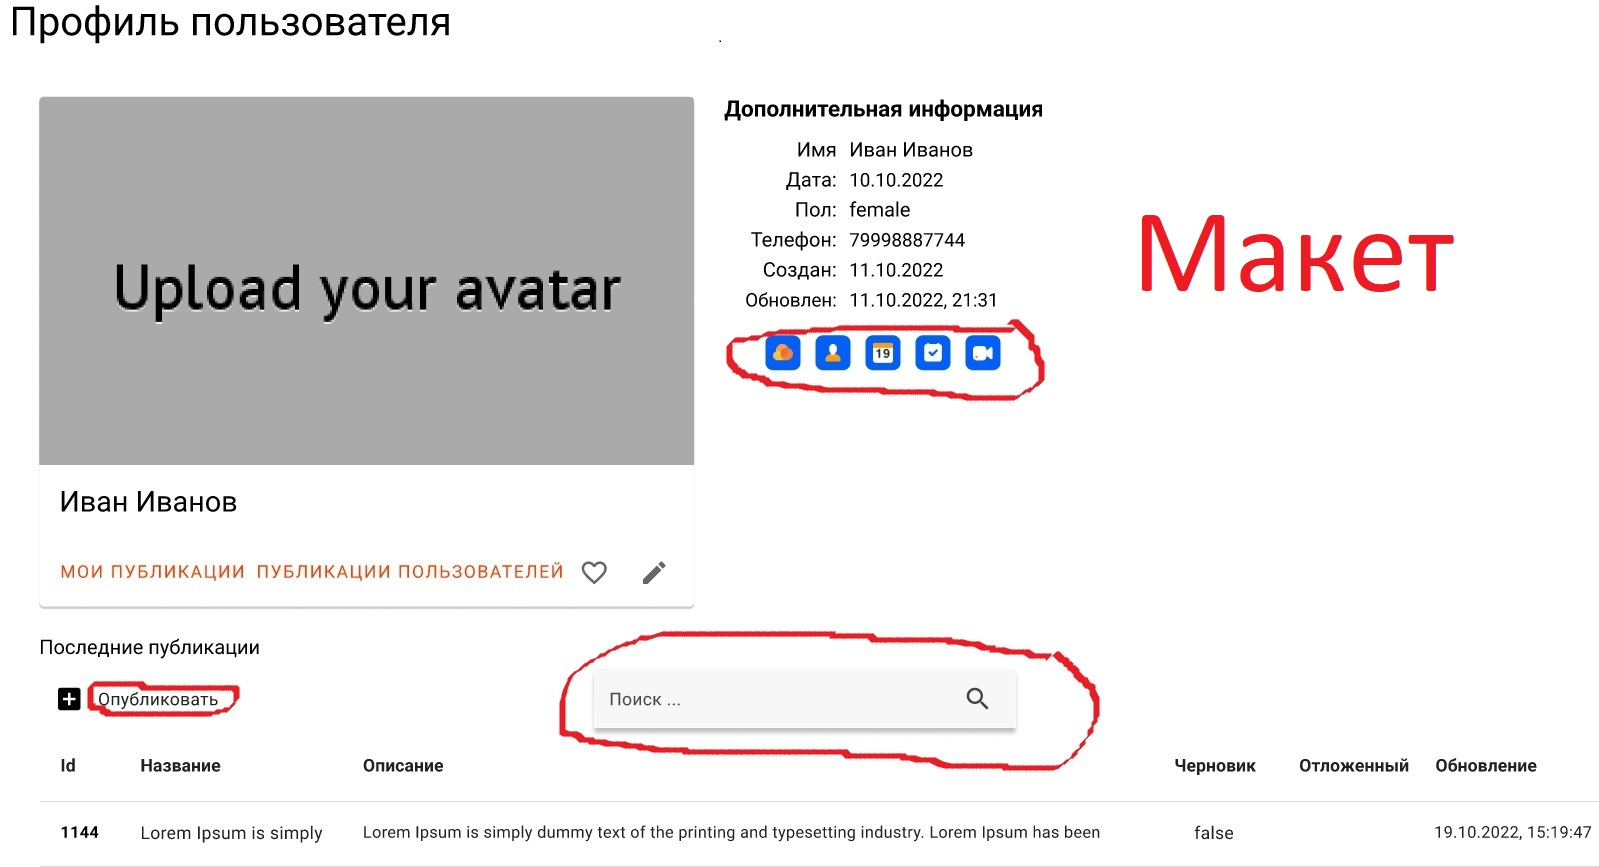 Профиль пользователя
Upload your avatar
Иван Иванов
МОИ ПУБЛИКАЦИИ ПУБЛИКАЦИИ ПОЛЬЗОВАТЕЛЕЙ
Дополнительная информация
Имя Иван Иванов
Дата: 10.10.2022
Пол: female
Телефон: 79998887744
Создан: 11.10.2022
Обновлен: 11.10.2022, 21:31
19
Макет
Последние публикации
Опубликовать
Поиск ...
Id Название Описание Черновик Отложенный Обновление
1144 Lorem Ipsum is simply Lorem Ipsum is simply dummy text of the printing and typesetting industry. Lorem Ipsum has been false 19.10.2022, 15:19:47